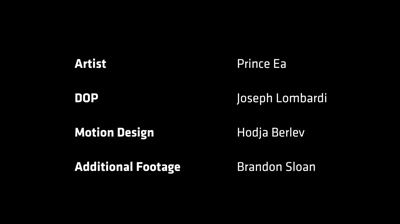 Artist Prince Ea
DOP Joseph Lombardi
Motion Design Hodja Berlev
Additional Footage Brandon Sloan